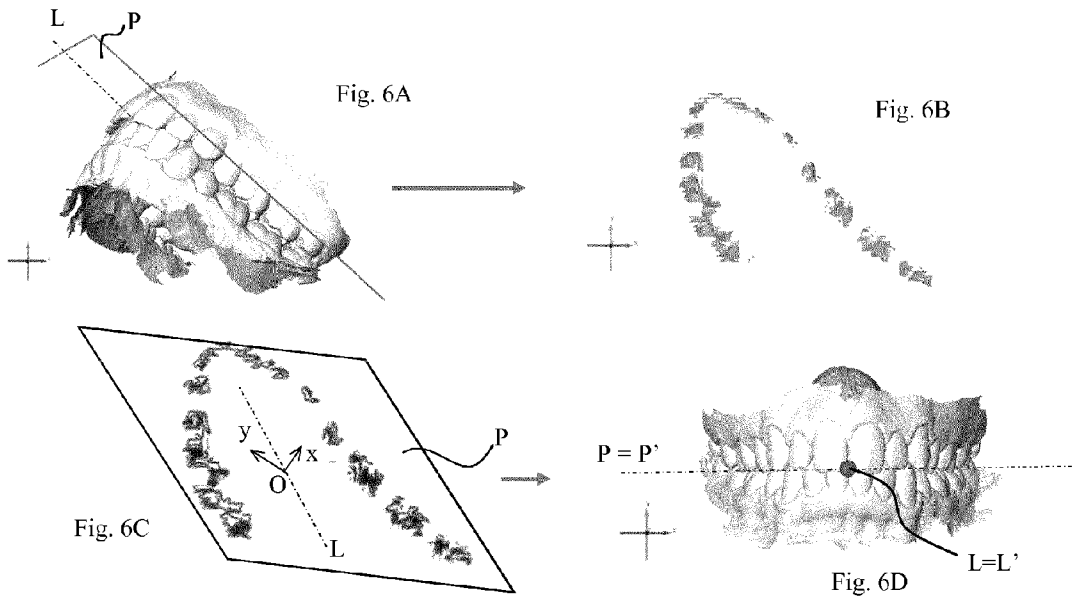 L
P
Fig. 6A
Fig. 6B
P
y
x
O
L
Fig. 6C
P = P'
L=L'
Fig. 6D